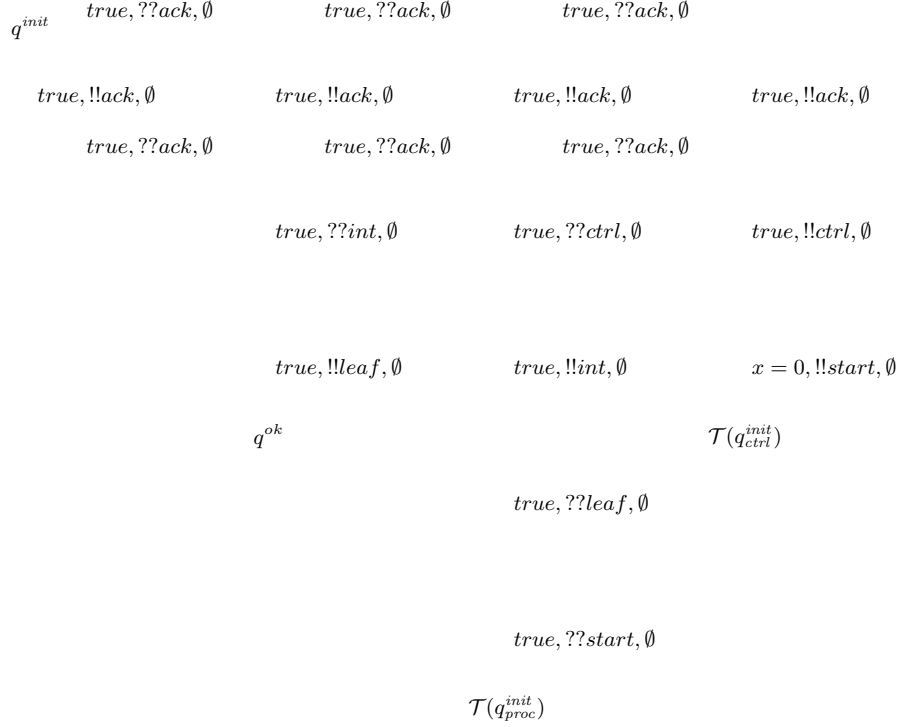 true, ??ack, ∅ true, ??ack, ∅ true, ??ack, ∅
q^{init}
true, !!ack, ∅ true, !!ack, ∅ true, !!ack, ∅ true, !!ack, ∅
true, ??ack, ∅ true, ??ack, ∅ true, ??ack, ∅
true, ??int, ∅ true, ??ctrl, ∅ true, !!ctrl, ∅
true, !!leaf, ∅ true, !!int, ∅ x = 0, !!start, ∅
q^{ok} 𝒯(q_{ctrl}^{init})
true, ??leaf, ∅
true, ??start, ∅
𝒯(q_{proc}^{init})